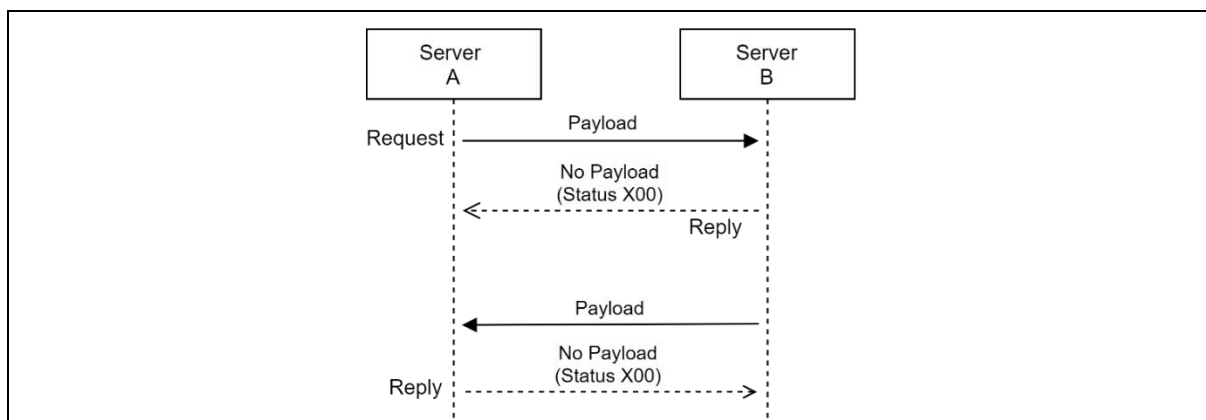 Server
A
Server
B
Request
Payload
No Payload
(Status X00)
Reply
Payload
No Payload
(Status X00)
Reply